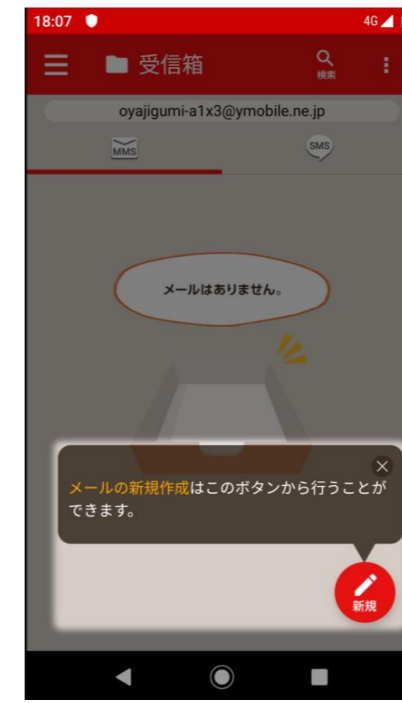 18:07
4G
受信箱
検索
oyajigumi-a1x3@ymobile.ne.jp
MMS
SMS
メールはありません。
メールの新規作成はこのボタンから行うことが
できます。
新規